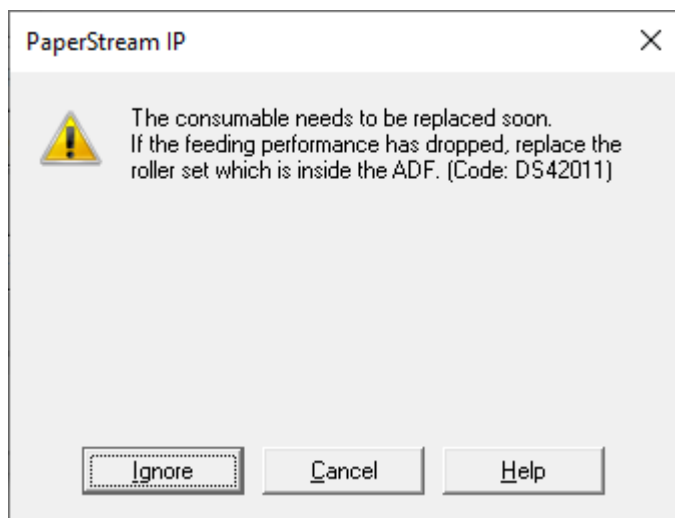 PaperStream IP
The consumable needs to be replaced soon.
If the feeding performance has dropped, replace the
roller set which is inside the ADF. (Code: DS42011)
Ignore
Cancel
Help